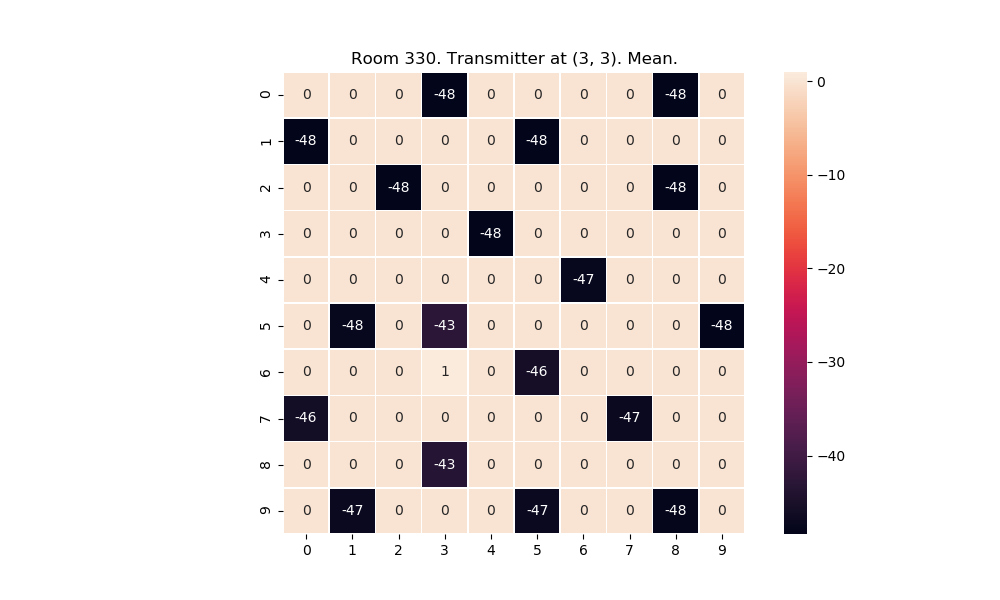 Room 330. Transmitter at (3, 3). Mean.
0 0 0 0 -48 0 0 0 0 -48 0
1 -48 0 0 0 0 -48 0 0 0 0
2 0 0 -48 0 0 0 0 0 -48 0
3 0 0 0 0 -48 0 0 0 0 0
4 0 0 0 0 0 0 -47 0 0 0
5 0 -48 0 -43 0 0 0 0 0 -48
6 0 0 0 1 0 -46 0 0 0 0
7 -46 0 0 0 0 0 0 -47 0 0
8 0 0 0 -43 0 0 0 0 0 0
9 0 -47 0 0 0 -47 0 0 -48 0
0 1 2 3 4 5 6 7 8 9
0
−10
−20
−30
−40